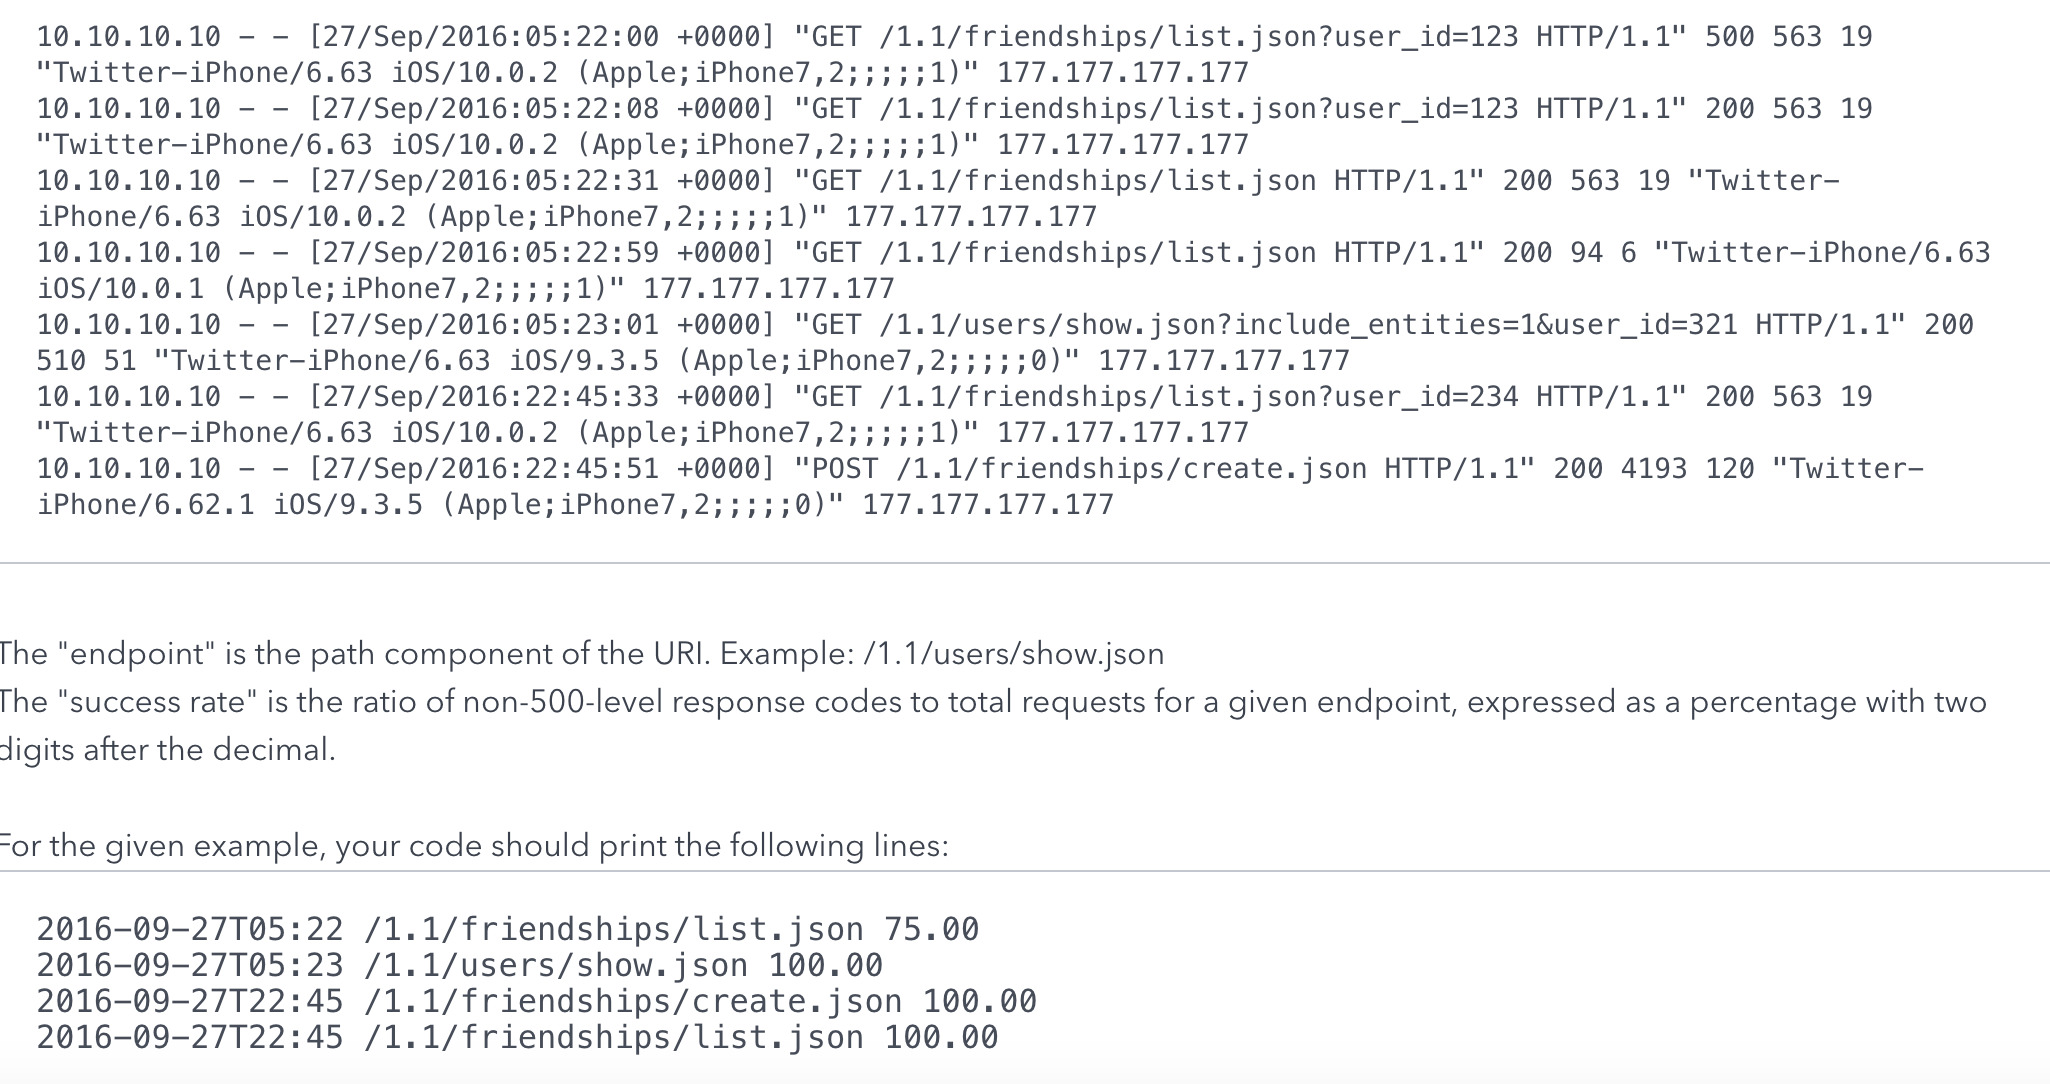 10.10.10.10 - - [27/Sep/2016:05:22:00 +0000] "GET /1.1/friendships/list.json?user_id=123 HTTP/1.1" 500 563 19
"Twitter-iPhone/6.63 iOS/10.0.2 (Apple;iPhone7,2;;;;;1)" 177.177.177.177
10.10.10.10 - - [27/Sep/2016:05:22:08 +0000] "GET /1.1/friendships/list.json?user_id=123 HTTP/1.1" 200 563 19
"Twitter-iPhone/6.63 iOS/10.0.2 (Apple;iPhone7,2;;;;;1)" 177.177.177.177
10.10.10.10 - - [27/Sep/2016:05:22:31 +0000] "GET /1.1/friendships/list.json HTTP/1.1" 200 563 19 "Twitter-
iPhone/6.63 iOS/10.0.2 (Apple;iPhone7,2;;;;;1)" 177.177.177.177
10.10.10.10 - - [27/Sep/2016:05:22:59 +0000] "GET /1.1/friendships/list.json HTTP/1.1" 200 94 6 "Twitter-iPhone/6.63
iOS/10.0.1 (Apple;iPhone7,2;;;;;1)" 177.177.177.177
10.10.10.10 - - [27/Sep/2016:05:23:01 +0000] "GET /1.1/users/show.json?include_entities=1&user_id=321 HTTP/1.1" 200
510 51 "Twitter-iPhone/6.63 iOS/9.3.5 (Apple;iPhone7,2;;;;;0)" 177.177.177.177
10.10.10.10 - - [27/Sep/2016:22:45:33 +0000] "GET /1.1/friendships/list.json?user_id=234 HTTP/1.1" 200 563 19
"Twitter-iPhone/6.63 iOS/10.0.2 (Apple;iPhone7,2;;;;;1)" 177.177.177.177
10.10.10.10 - - [27/Sep/2016:22:45:51 +0000] "POST /1.1/friendships/create.json HTTP/1.1" 200 4193 120 "Twitter-
iPhone/6.62.1 iOS/9.3.5 (Apple;iPhone7,2;;;;;0)" 177.177.177.177
The "endpoint" is the path component of the URI. Example: /1.1/users/show.json
The "success rate" is the ratio of non-500-level response codes to total requests for a given endpoint, expressed as a percentage with two
digits after the decimal.
For the given example, your code should print the following lines:
2016-09-27T05:22 /1.1/friendships/list.json 75.00
2016-09-27T05:23 /1.1/users/show.json 100.00
2016-09-27T22:45 /1.1/friendships/create.json 100.00
2016-09-27T22:45 /1.1/friendships/list.json 100.00